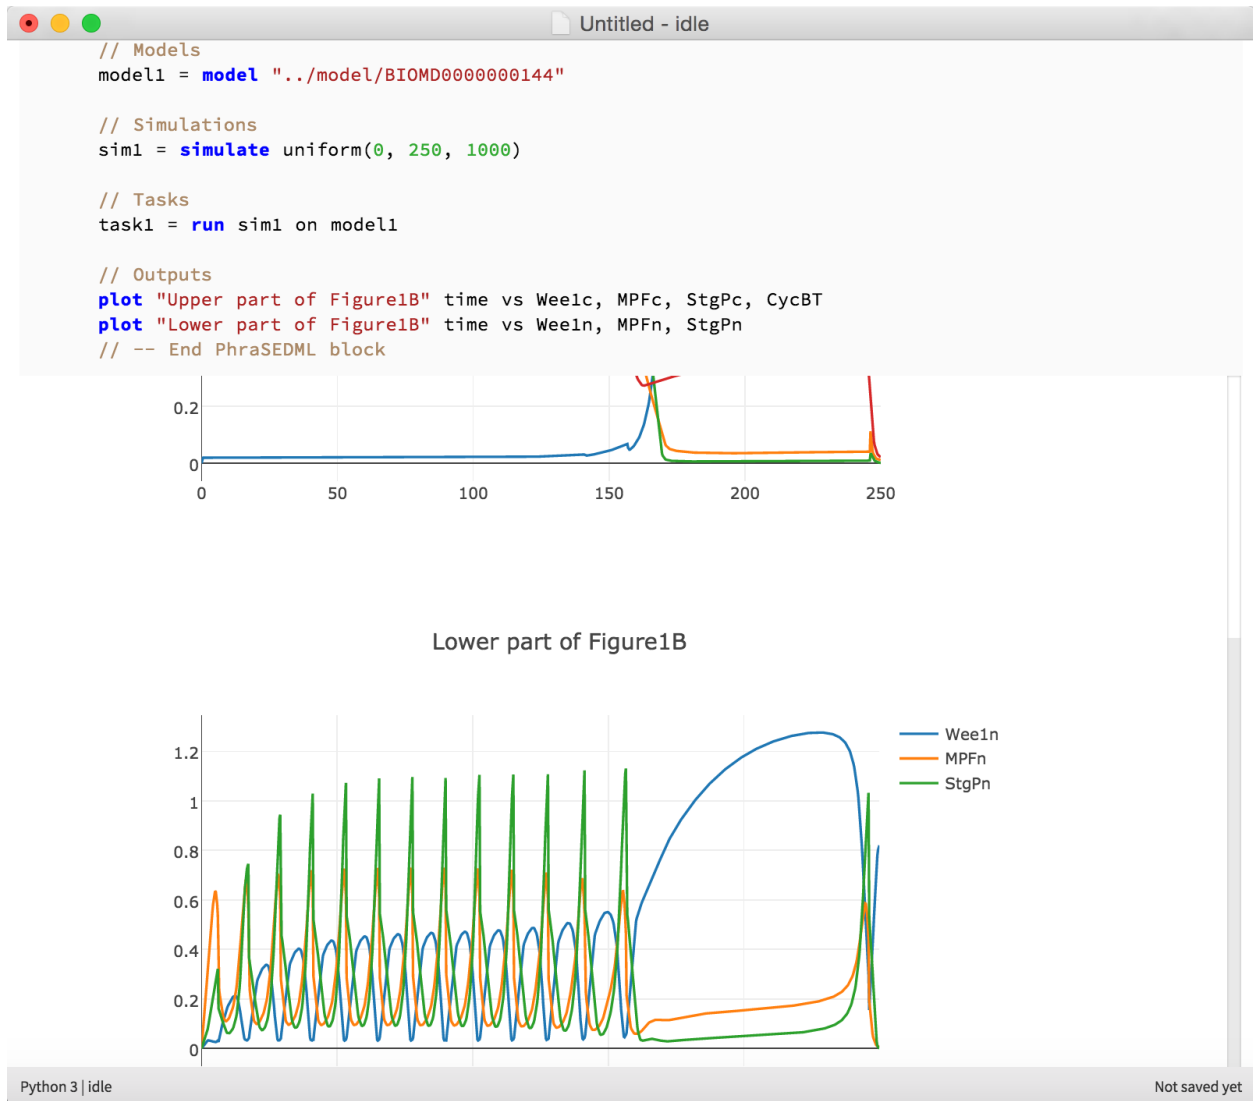 Untitled - idle
// Models
model1 = model "../model/BIOMD0000000144"
// Simulations
sim1 = simulate uniform(0, 250, 1000)
// Tasks
task1 = run sim1 on model1
// Outputs
plot "Upper part of Figure1B" time vs Wee1c, MPFc, StgPc, CycBT
plot "Lower part of Figure1B" time vs Wee1n, MPFn, StgPn
// -- End PhraSEDML block
0.2
0
0 50 100 150 200 250
Lower part of Figure1B
Wee1n
MPFn
StgPn
1.2
1
0.8
0.6
0.4
0.2
0
Python 3 | idle
Not saved yet